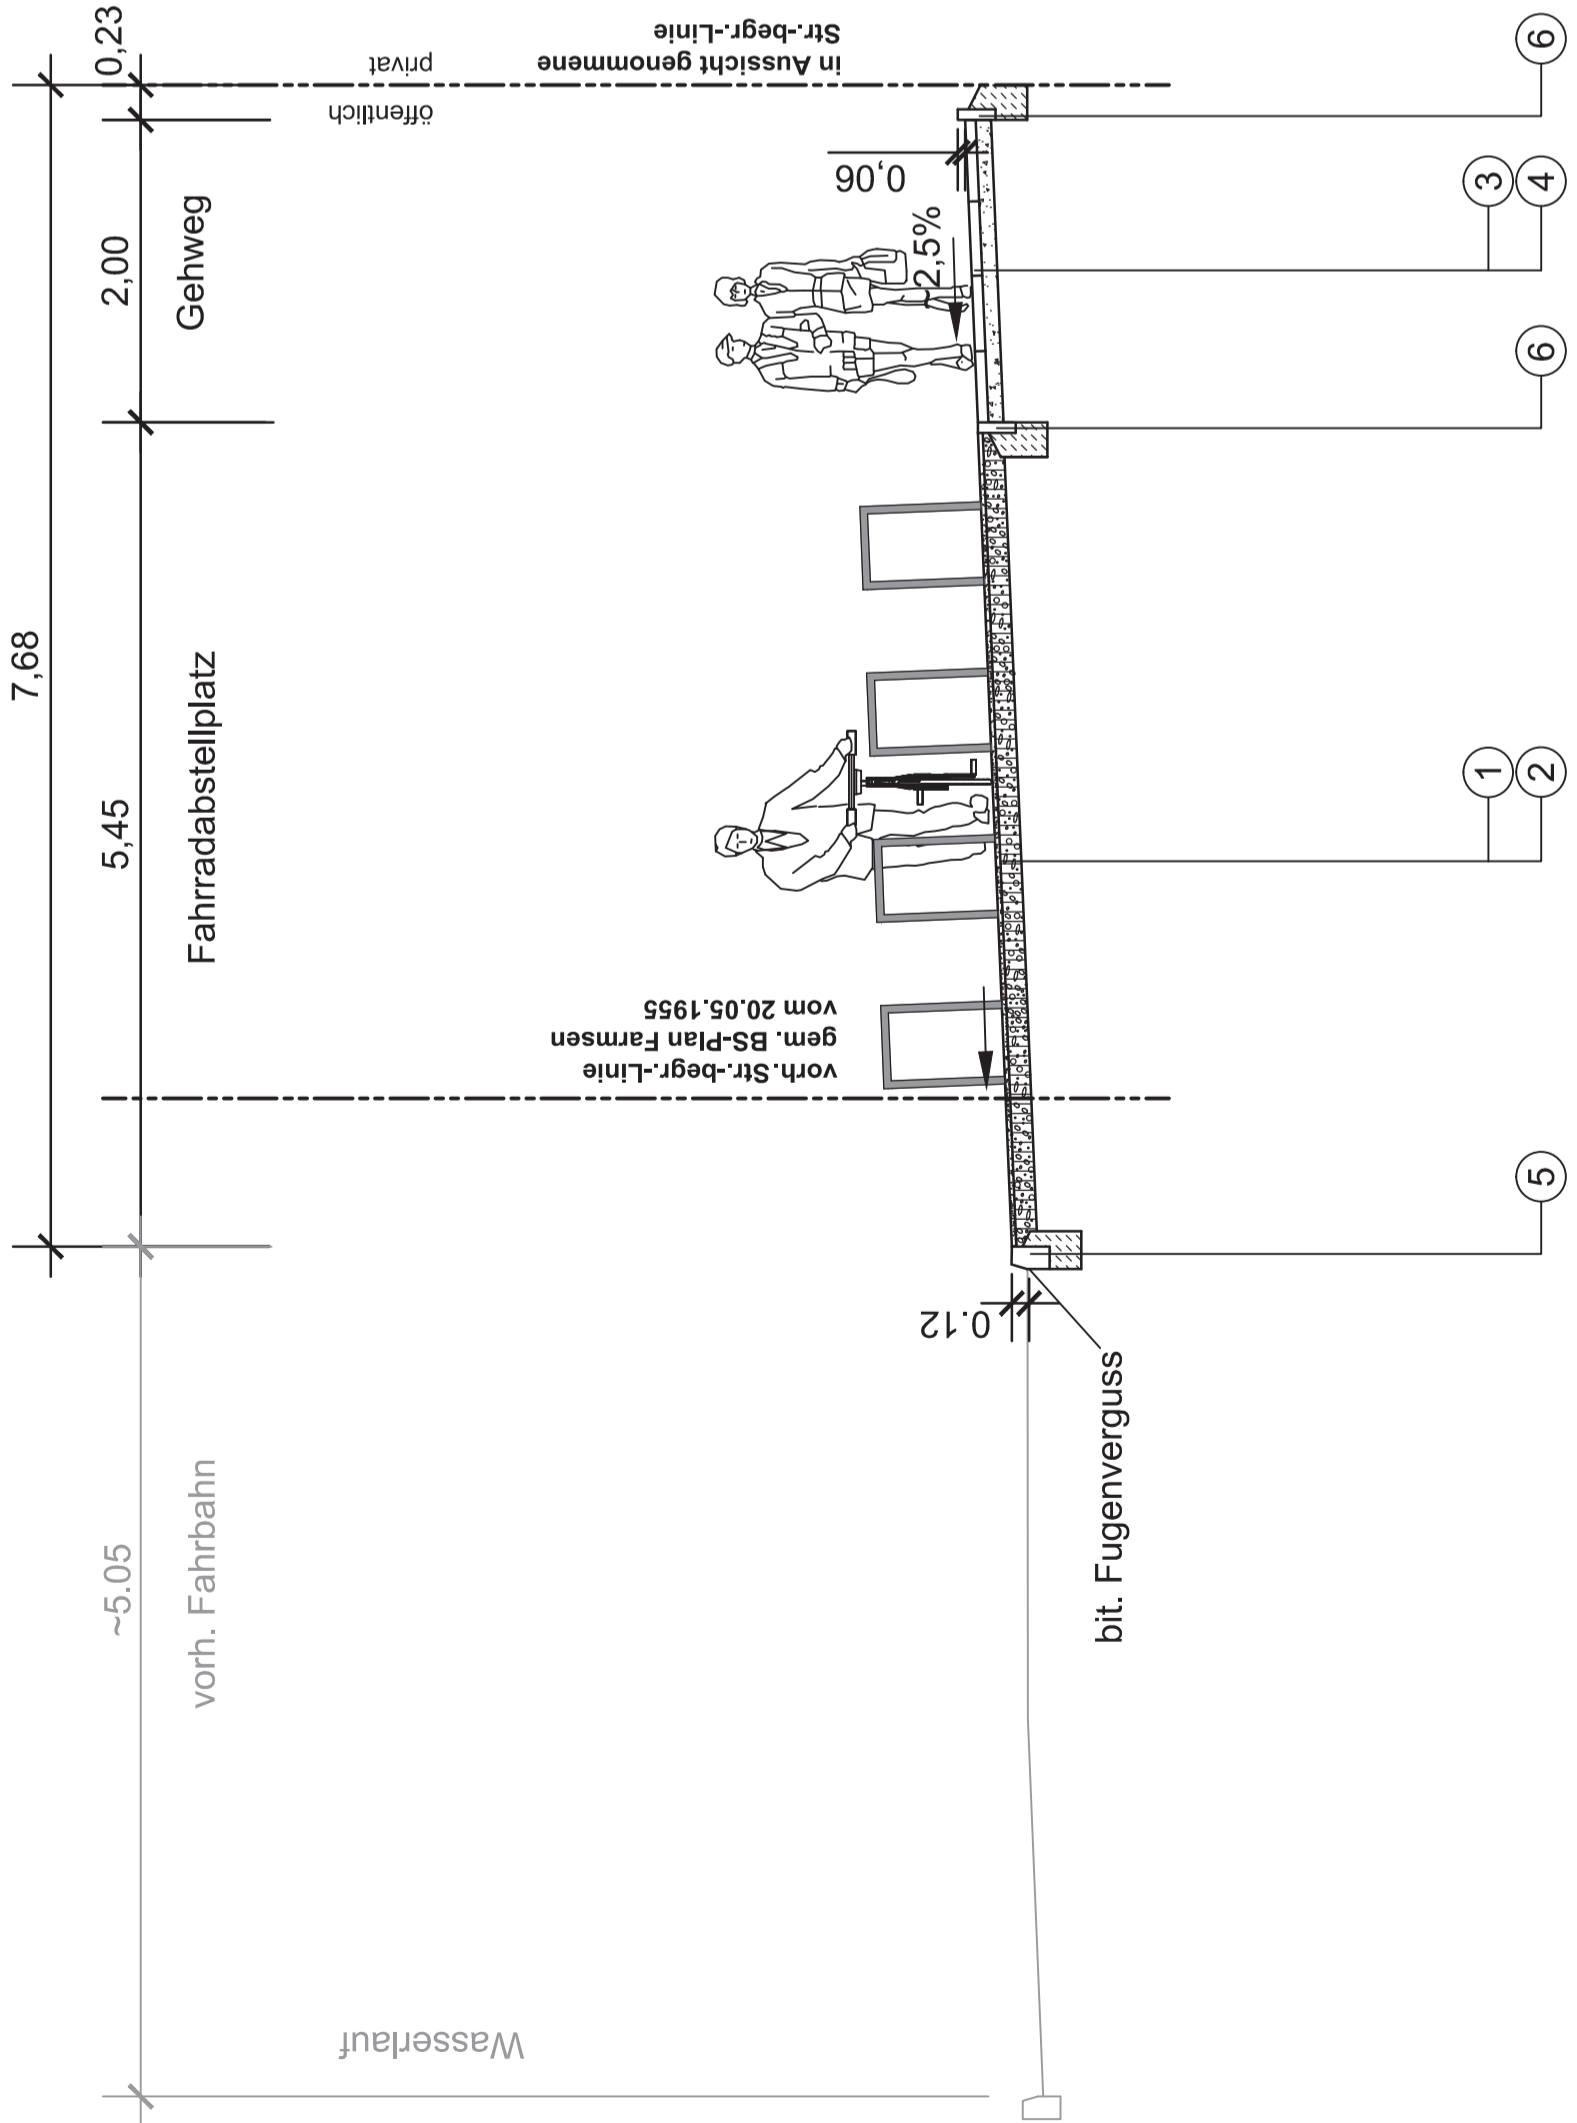 7,68
~5.05
5,45
2,00
0,23
vorh. Fahrbahn
Fahrradabstellplatz
Gehweg
Wasserlauf
öffentlich
privat
vorh.Str.-begr.-Linie
gem. BS-Plan Farmsen
vom 20.05.1955
in Aussicht genommene
Str.-begr.-Linie
0,06
2,5%
0.12
bit. Fugenverguss
5
1
2
6
3
4
6